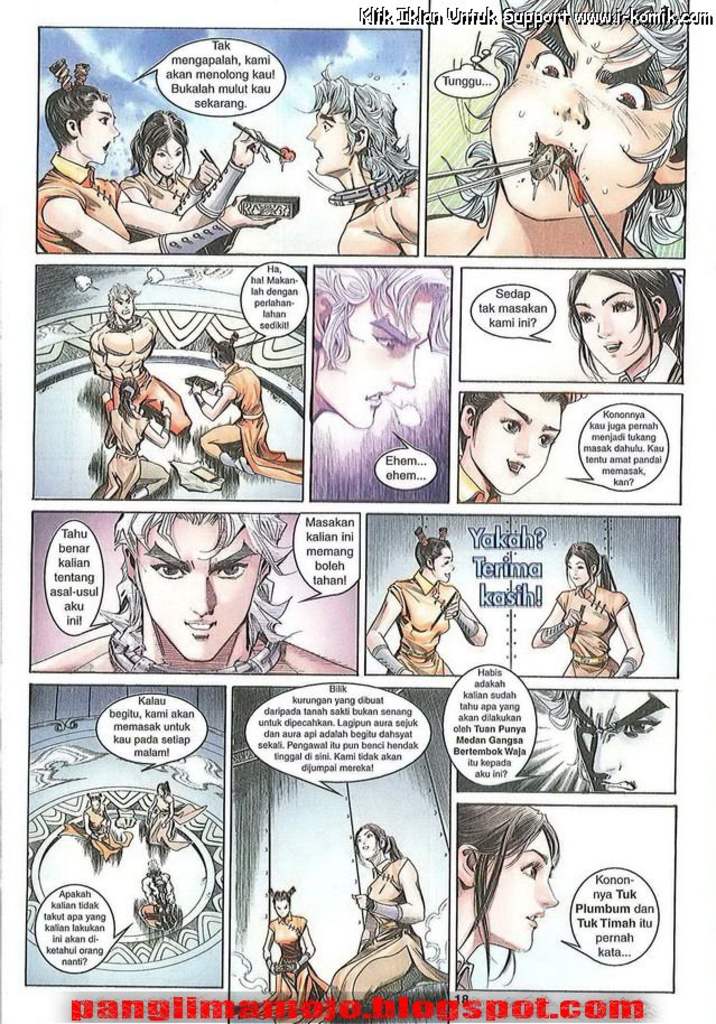 Klik Iklan Untuk Support www.i-komik.com
Tak
mengapalah, kami
akan menolong kau!
Bukalah mulut kau
sekarang.
Tunggu...
Ha,
ha! Makan-
lah dengan
perlahan-
lahan
sedikit!
Ehem...
ehem...
Sedap
tak masakan
kami ini?
Kononnya
kau juga pernah
menjadi tukang
masak dahulu. Kau
tentu amat pandai
memasak,
kan?
Tahu
benar
kalian
tentang
asal-usul
aku
ini!
Masakan
kalian ini
memang
boleh
tahan!
Yakah?
Terima
kasih!
Kalau
begitu, kami akan
memasak untuk
kau pada setiap
malam!
Apakah
kalian tidak
takut apa yang
kalian lakukan
ini akan di-
ketahui orang
nanti?
Bilik
kurungan yang dibuat
daripada tanah sakti bukan senang
untuk dipecahkan. Lagipun aura sejuk
dan aura api adalah begitu dahsyat
sekali. Pengawal itu pun benci hendak
tinggal di sini. Kami tidak akan
dijumpai mereka!
Habis
adakah
kalian sudah
tahu apa yang
akan dilakukan
oleh Tuan Punya
Medan Gangsa
Bertembok Waja
itu kepada
aku ini?
Konon-
nya Tuk
Plumbum dan
Tuk Timah itu
pernah
kata...
18
panglimamojo.blogspot.com